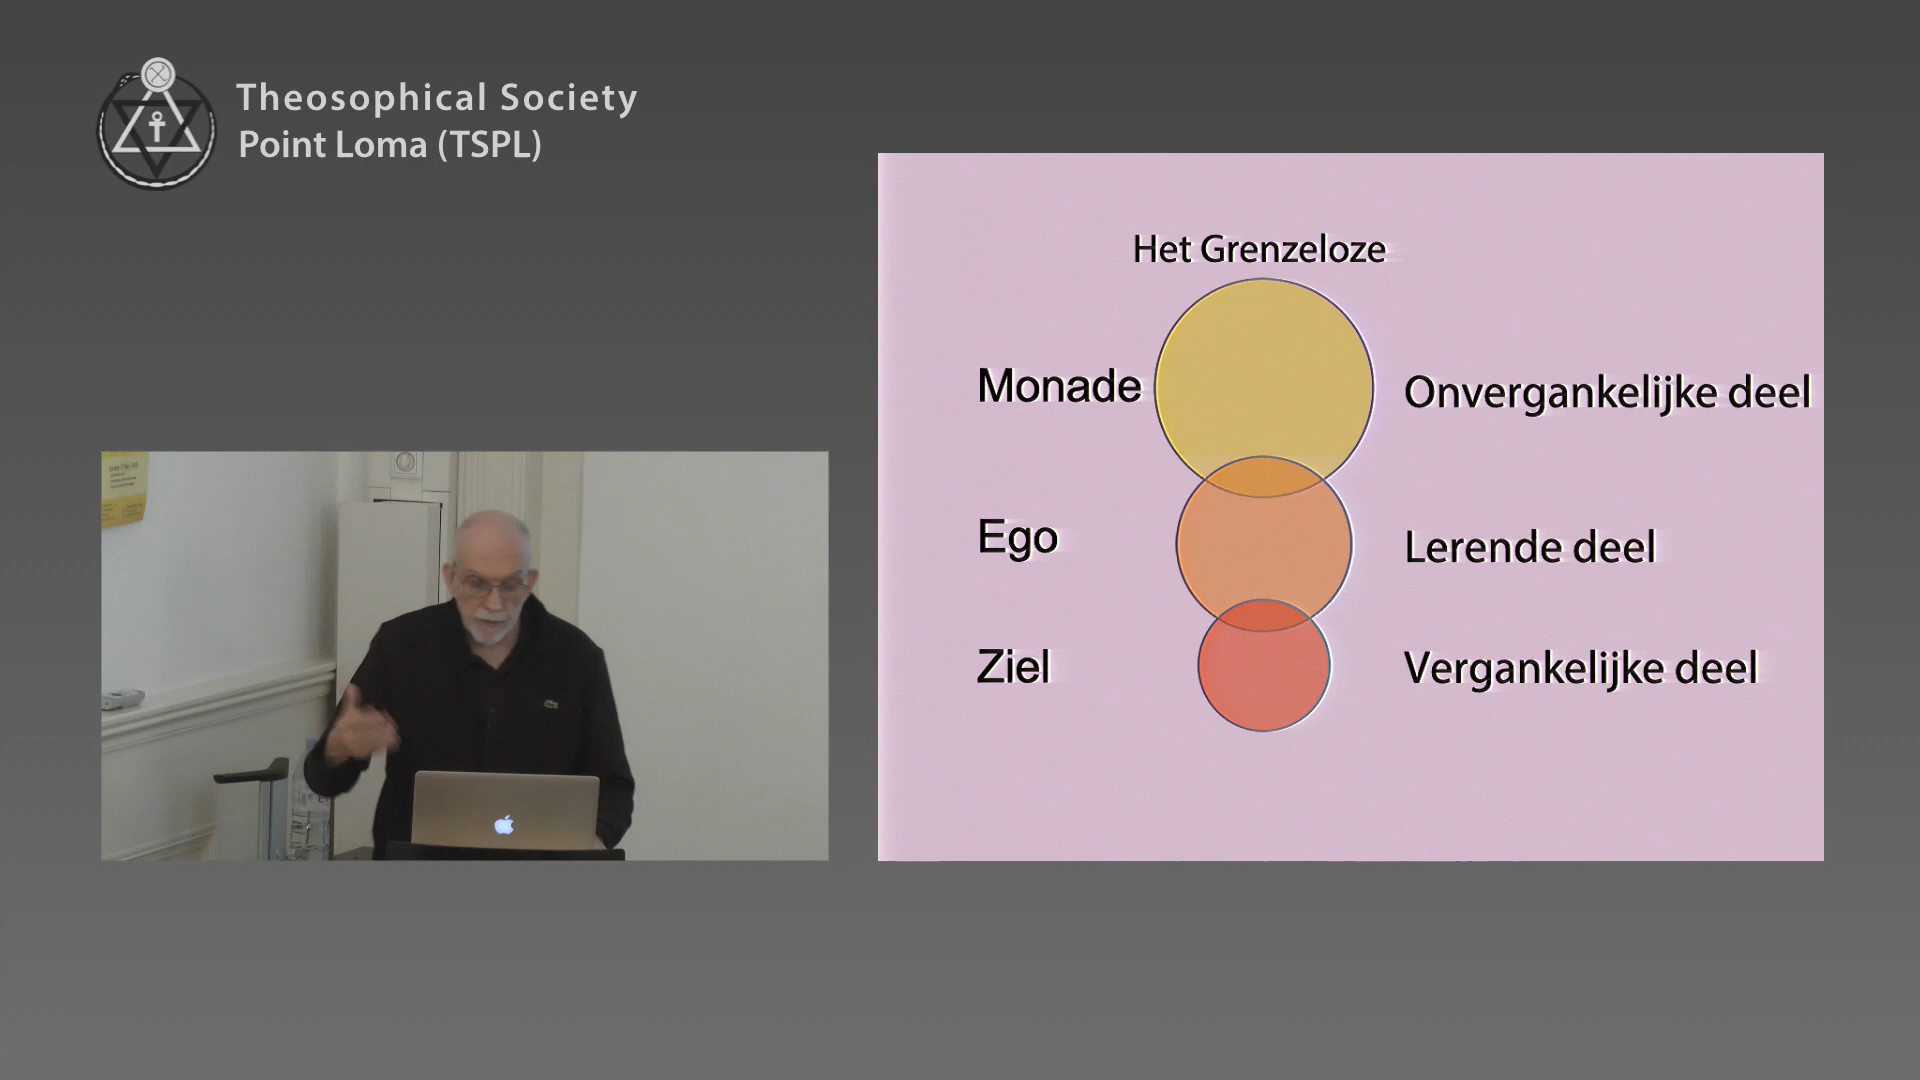 Theosophical Society
Point Loma (TSPL)
Het Grenzeloze
Monade
Onvergankelijke deel
Ego
Lerende deel
Ziel
Vergankelijke deel